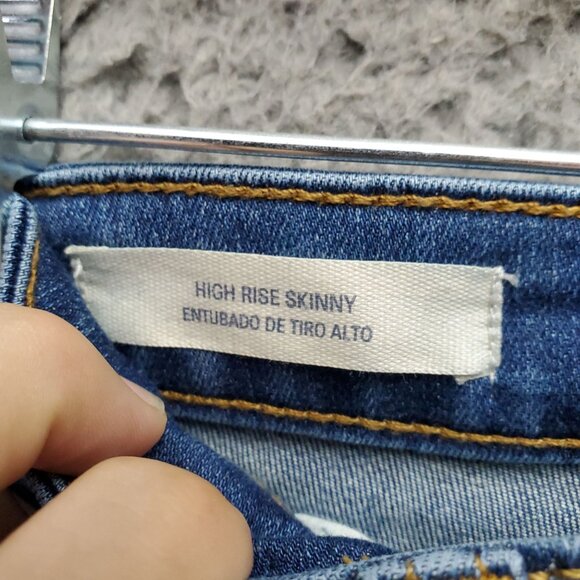 HIGH RISE SKINNY
ENTUBADO DE TIRO ALTO